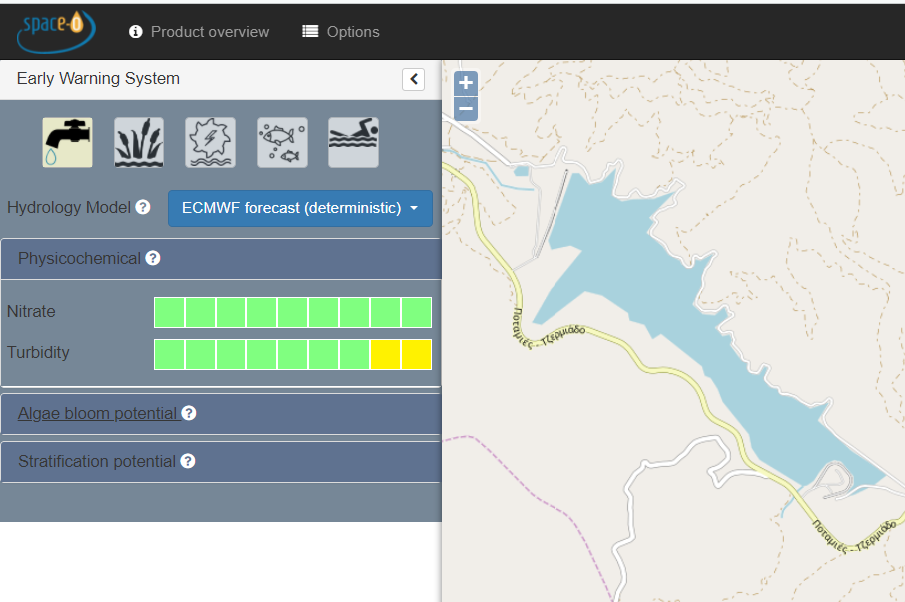 space-O
Product overview
Options
Early Warning System
Hydrology Model ?
ECMWF forecast (deterministic)
Physicochemical ?
Nitrate
Turbidity
Algae bloom potential ?
Stratification potential ?
+
−
Ποταμιές - Τζερμιάδο
Ποταμιές - Τζερμιάδο